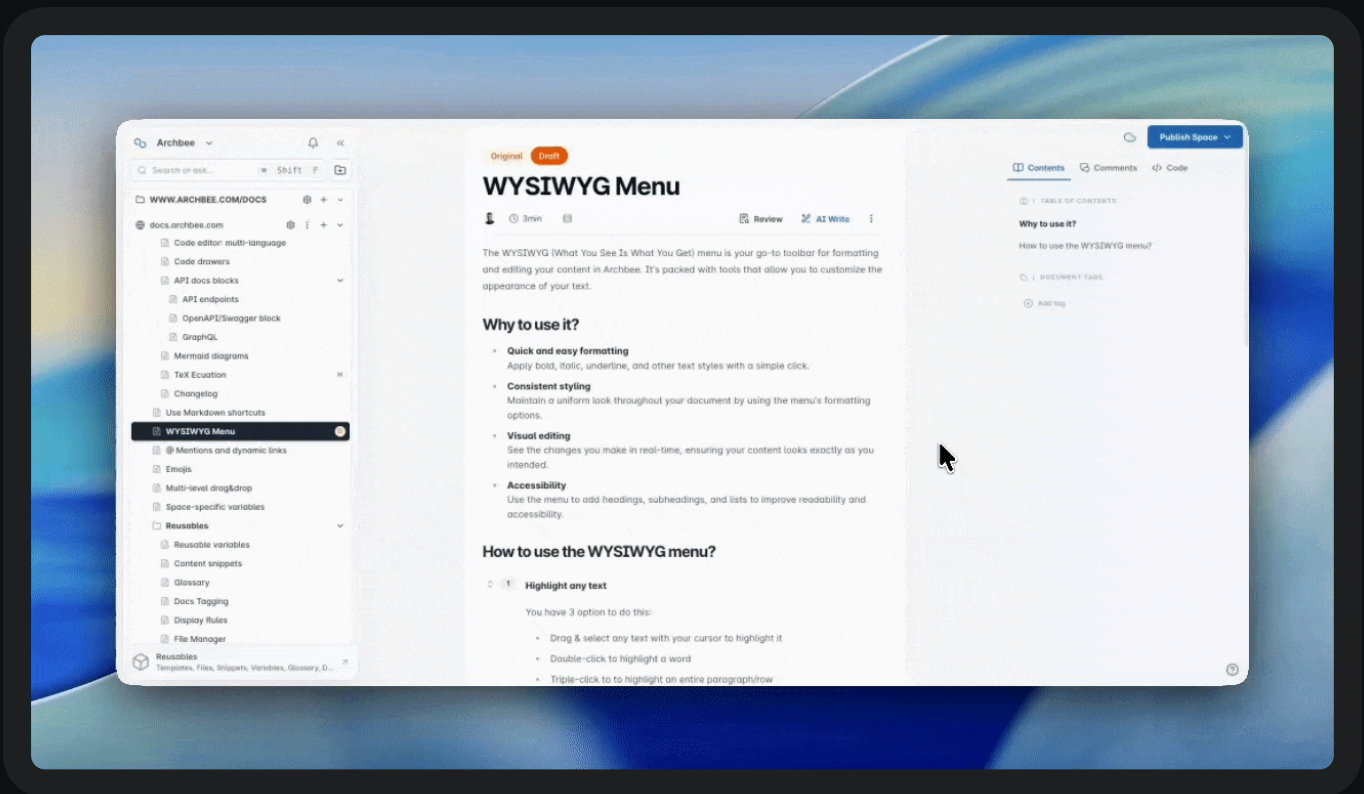 Archbee
Search or ask...
Shift F
WWW.ARCHBEE.COM/DOCS
docs.archbee.com
Code editor: multi-language
Code drawers
API docs blocks
API endpoints
OpenAPI/Swagger block
GraphQL
Mermaid diagrams
TeX Ecuation
Changelog
Use Markdown shortcuts
WYSIWYG Menu
@ Mentions and dynamic links
Emojis
Multi-level drag&drop
Space-specific variables
Reusables
Reusable variables
Content snippets
Glossary
Docs Tagging
Display Rules
File Manager
Reusables
Templates, Files, Snippets, Variables, Glossary, D...
Original Draft
WYSIWYG Menu
3min
Review
AI Write
The WYSIWYG (What You See Is What You Get) menu is your go-to toolbar for formatting
and editing your content in Archbee. It's packed with tools that allow you to customize the
appearance of your text.
Why to use it?
• Quick and easy formatting
Apply bold, italic, underline, and other text styles with a simple click.
• Consistent styling
Maintain a uniform look throughout your document by using the menu's formatting
options.
• Visual editing
See the changes you make in real-time, ensuring your content looks exactly as you
intended.
• Accessibility
Use the menu to add headings, subheadings, and lists to improve readability and
accessibility.
How to use the WYSIWYG menu?
1 Highlight any text
You have 3 option to do this:
• Drag & select any text with your cursor to highlight it
• Double-click to highlight a word
• Triple-click to to highlight an entire paragraph/row
Publish Space
Contents
Comments
Code
TABLE OF CONTENTS
Why to use it?
How to use the WYSIWYG menu?
DOCUMENT TAGS
Add tag